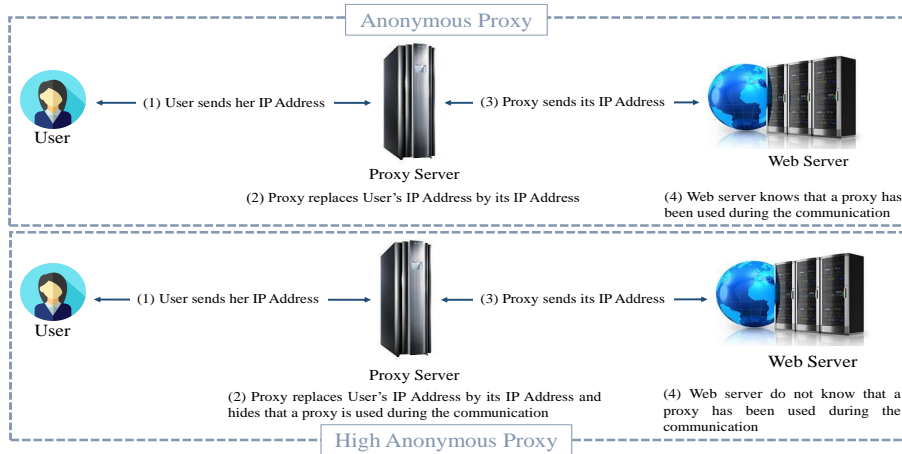 Anonymous Proxy
(1) User sends her IP Address
(3) Proxy sends its IP Address
User
Proxy Server
Web Server
(2) Proxy replaces User's IP Address by its IP Address
(4) Web server knows that a proxy has
been used during the communication
(1) User sends her IP Address
(3) Proxy sends its IP Address
User
Proxy Server
Web Server
(2) Proxy replaces User's IP Address by its IP Address and
hides that a proxy is used during the communication
(4) Web server do not know that a
proxy has been used during the
communication
High Anonymous Proxy